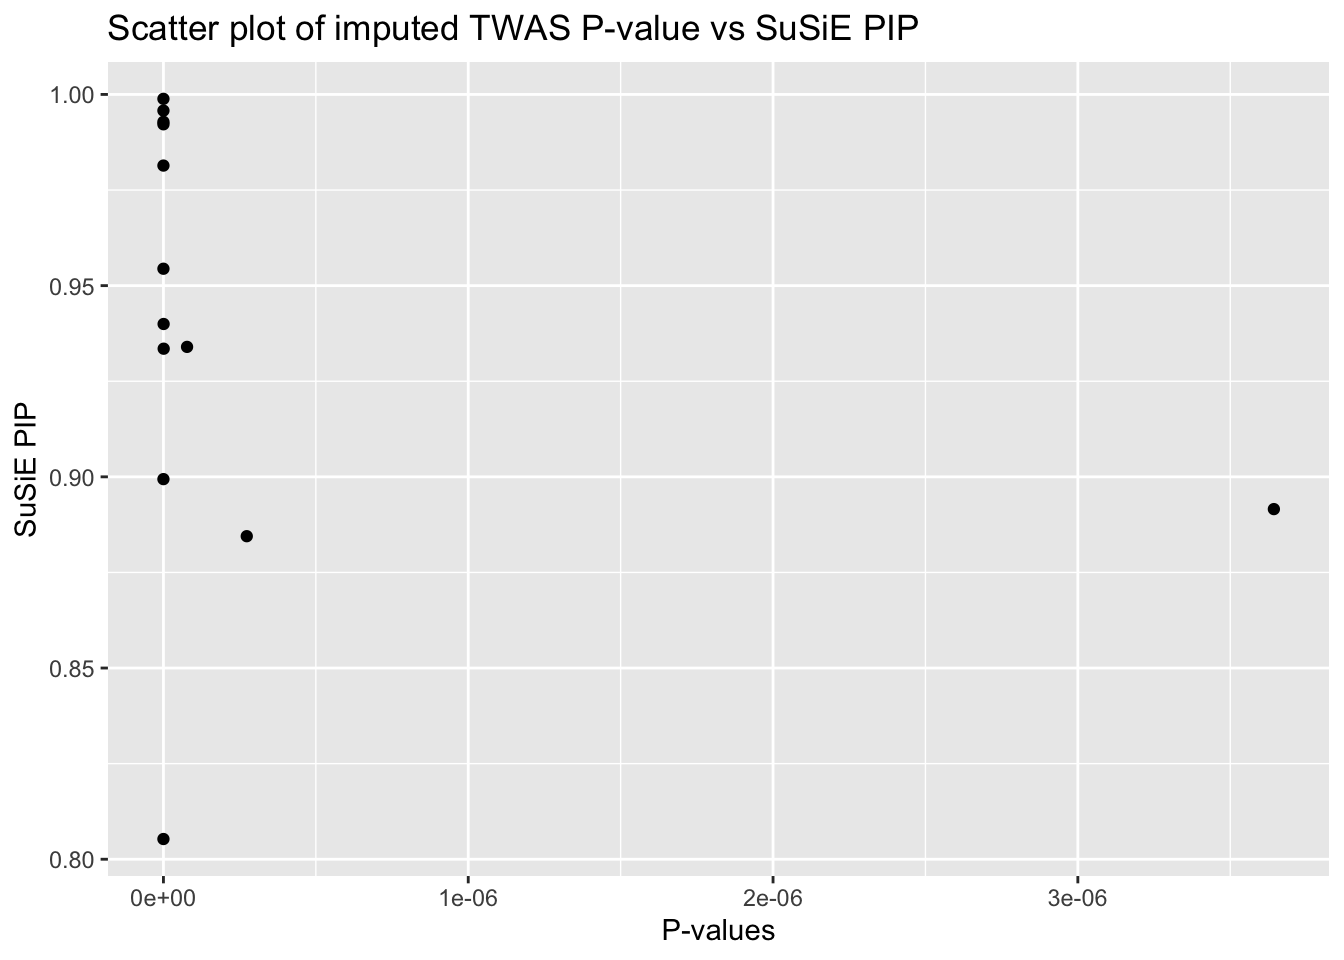 Scatter plot of imputed TWAS P-value vs SuSiE PIP
1.00
0.95
0.90
0.85
0.80
SuSiE PIP
0e+00 1e-06 2e-06 3e-06
P-values